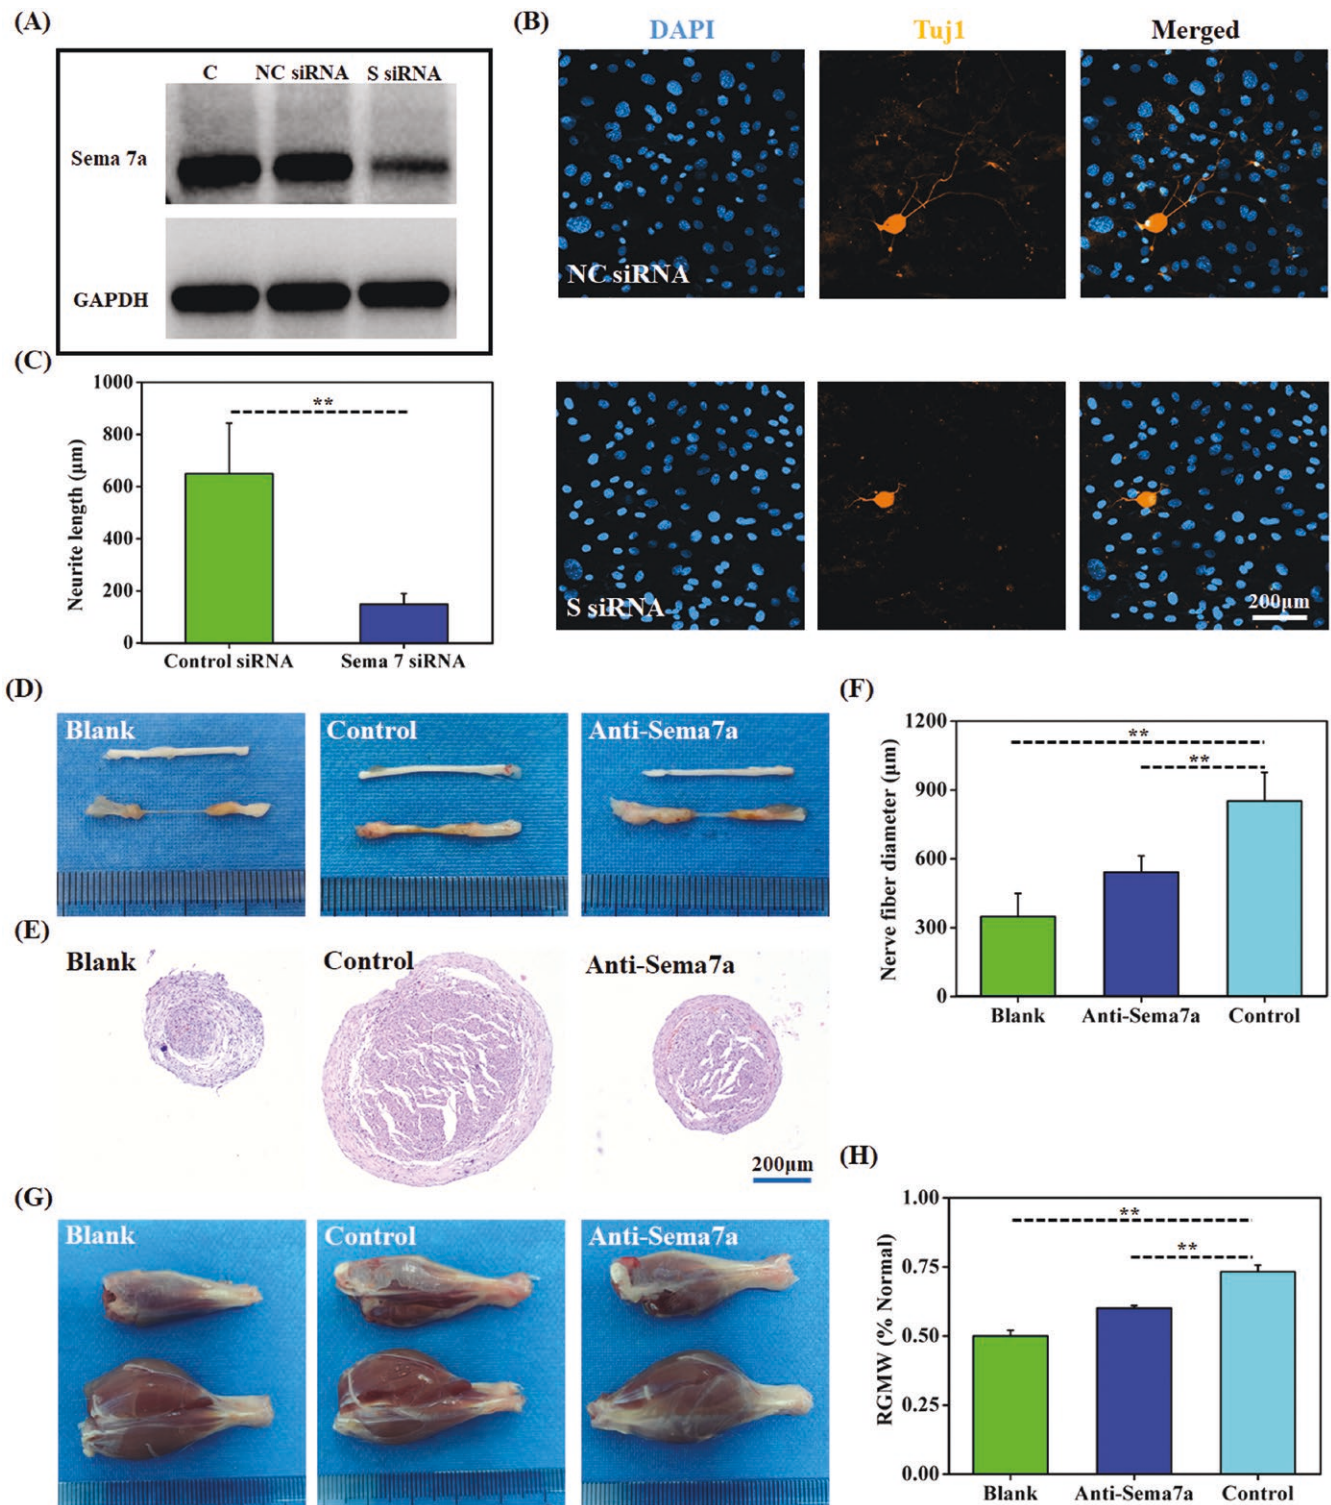 (A)
C NC siRNA S siRNA
Sema 7a
GAPDH
(B)
DAPI Tuj1 Merged
NC siRNA
S siRNA
200μm
(C)
1000
800
600
400
200
0
Neurite length (μm)
**
Control siRNA Sema 7 siRNA
(D)
Blank Control Anti-Sema7a
(E)
Blank Control Anti-Sema7a
200μm
(F)
1200
900
600
300
0
Nerve fiber diameter (μm)
**
**
Blank Anti-Sema7a Control
(G)
Blank Control Anti-Sema7a
(H)
1.00
0.75
0.50
0.25
0.00
RGMW (% Normal)
**
**
Blank Anti-Sema7a Control